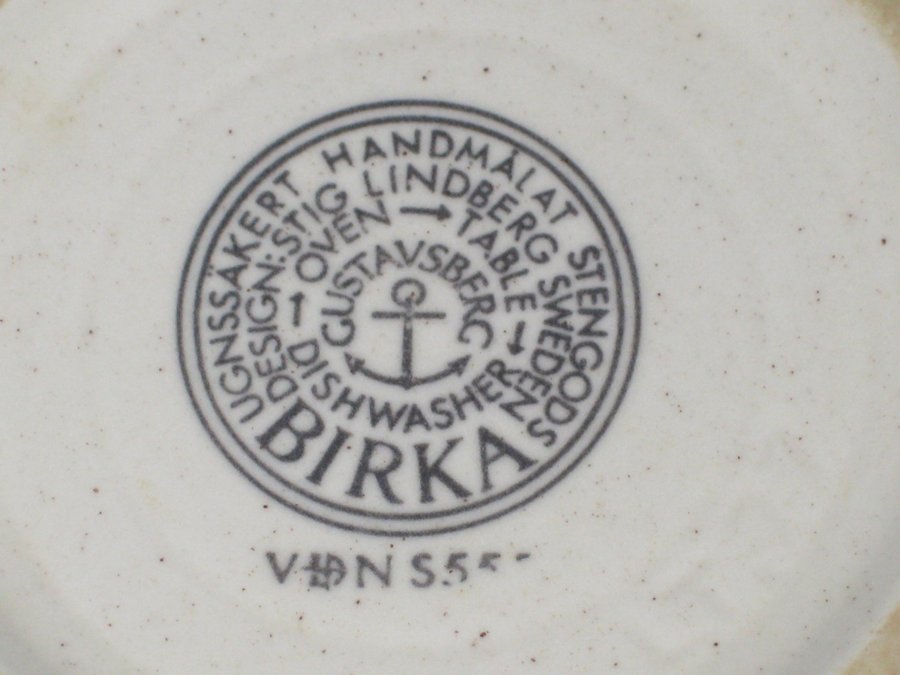 UGNSSÄKERT HANDMÅLAT STENGODS
DESIGN: STIG LINDBERG SWEDEN
OVEN → TABLE → DISHWASHER →
GUSTAVSBERG
BIRKA